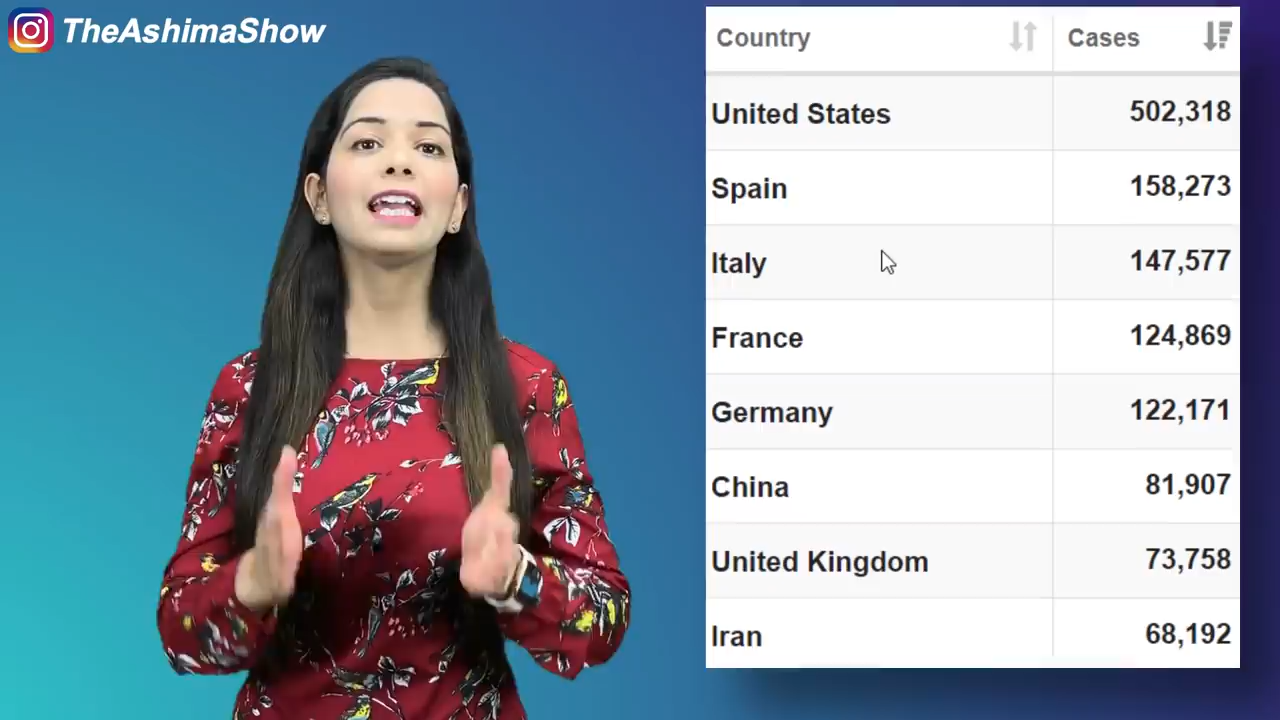 TheAshimaShow
Country Cases
United States 502,318
Spain 158,273
Italy 147,577
France 124,869
Germany 122,171
China 81,907
United Kingdom 73,758
Iran 68,192